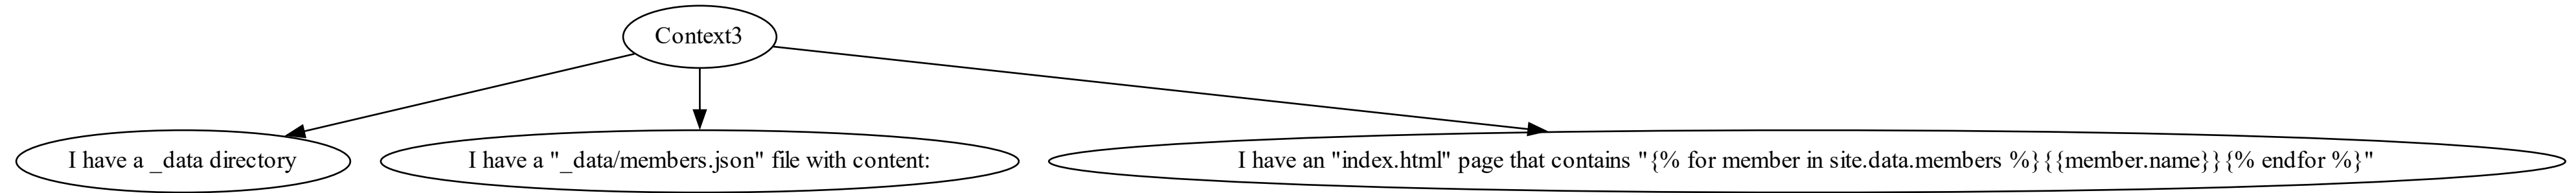 Context3
I have a _data directory
I have a "_data/members.json" file with content:
I have an "index.html" page that contains "{% for member in site.data.members %}{{member.name}}{% endfor %}"